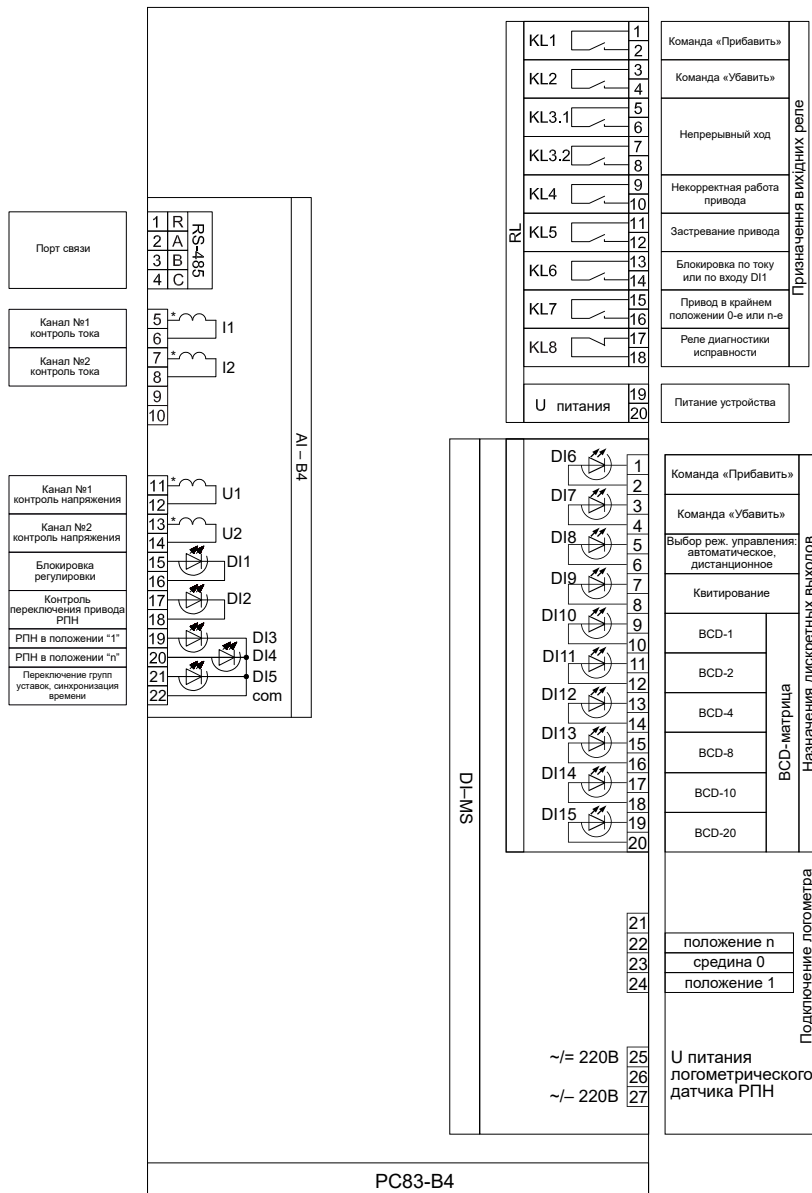 Порт связи
Канал №1
контроль тока
Канал №2
контроль тока
Канал №1
контроль напряжения
Канал №2
контроль напряжения
Блокировка
регулировки
Контроль
переключения привода
РПН
РПН в положении “1”
РПН в положении “n”
Переключение групп
уставок, синхронизация
времени
1 R
2 A
3 B
4 C
RS-485
5 * I1
6
7 * I2
8
9
10
11 * U1
12
13 * U2
14
15 DI1
16
17 DI2
18
19 DI3
20 DI4
21 DI5
22 com
AI – B4
RL
KL1 1
2
KL2 3
4
KL3.1 5
6
KL3.2 7
8
KL4 9
10
KL5 11
12
KL6 13
14
KL7 15
16
KL8 17
18
U питания 19
20
Команда «Прибавить»
Команда «Убавить»
Непрерывный ход
Некорректная работа
привода
Застревание привода
Блокировка по току
или по входу DI1
Привод в крайнем
положении 0-е или n-е
Реле диагностики
исправности
Призначення вихідних реле
Питание устройства
DI–MS
DI6 1
2
DI7 3
4
DI8 5
6
DI9 7
8
DI10 9
10
DI11 11
12
DI12 13
14
DI13 15
16
DI14 17
18
DI15 19
20
Команда «Прибавить»
Команда «Убавить»
Выбор реж. управления:
автоматическое,
дистанционное
Квитирование
BCD-1
BCD-2
BCD-4
BCD-8
BCD-10
BCD-20
BCD-матрица
Назначения дискретных выходов
21
22 положение n
23 средина 0
24 положение 1
Подключение логометра
~/= 220В 25
26
~/– 220В 27
U питания
логометрического
датчика РПН
РС83-В4